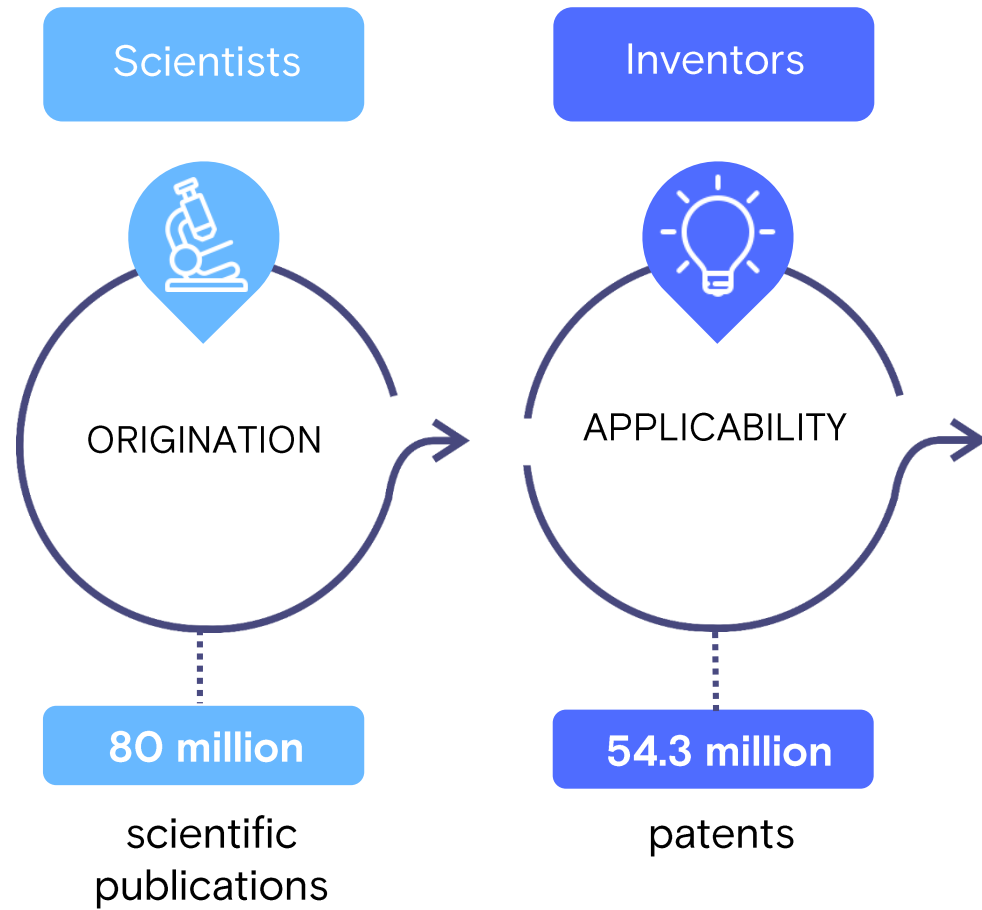 Scientists
Inventors
ORIGINATION
APPLICABILITY
80 million
54.3 million
scientific
publications
patents